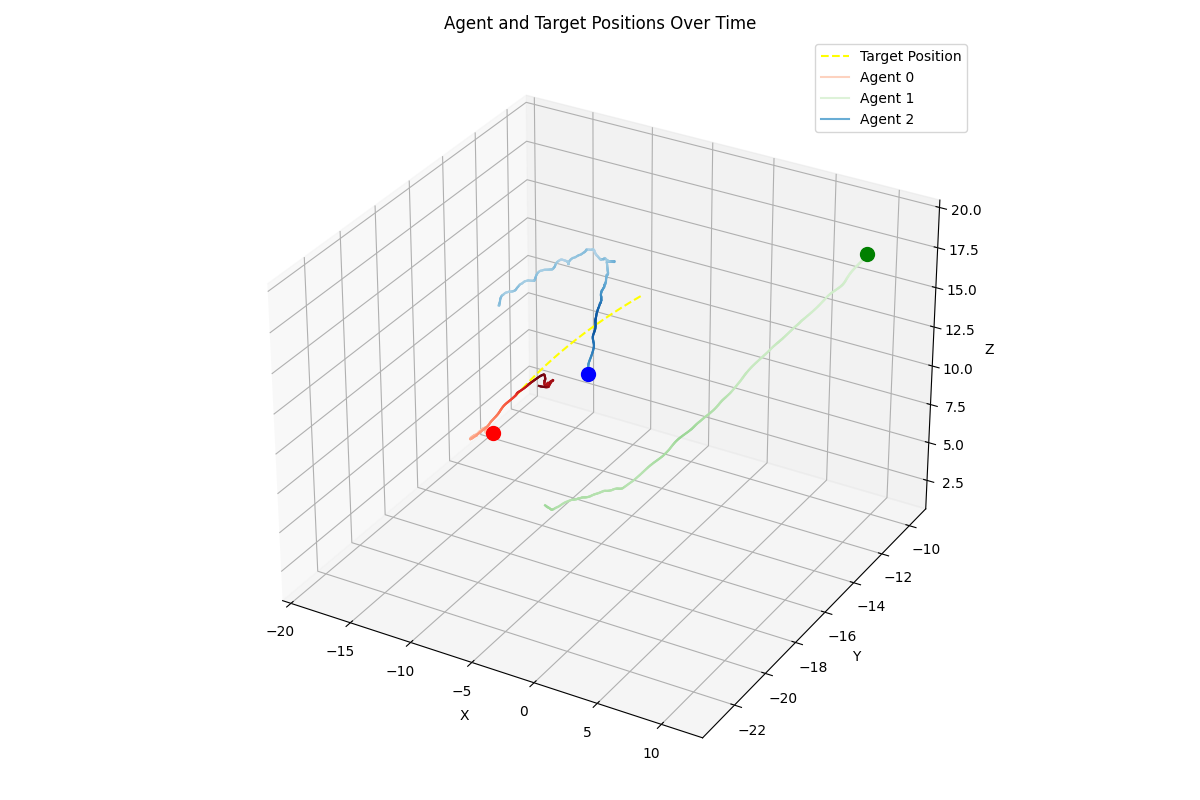 Agent and Target Positions Over Time
Target Position
Agent 0
Agent 1
Agent 2
20.0
17.5
15.0
12.5
10.0
7.5
5.0
2.5
Z
−10
−12
−14
−16
−18
−20
−22
Y
−20
−15
−10
−5
0
5
10
X